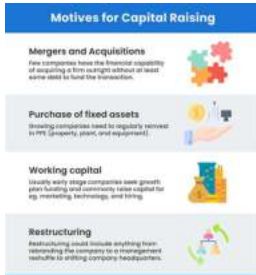 Motives for Capital Raising
Mergers and Acquisitions
Few companies have the financial capability
of acquiring a firm outright without at least
some debt to fund the transaction.
Purchase of fixed assets
Growing companies need to regularly reinvest
in PPE (property, plant, and equipment).
Working capital
Usually early stage companies seek growth
plan funding and commonly raise capital for
eg, marketing, technology, and hiring.
Restructuring
Restructuring could include anything from
rebranding the company to a management
reshuffle to shifting company headquarters.